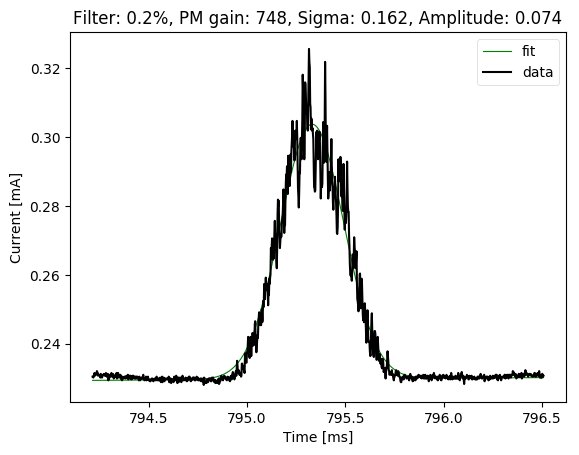 Filter: 0.2%, PM gain: 748, Sigma: 0.162, Amplitude: 0.074
fit
data
0.32
0.30
0.28
0.26
0.24
Current [mA]
794.5
795.0
795.5
796.0
796.5
Time [ms]